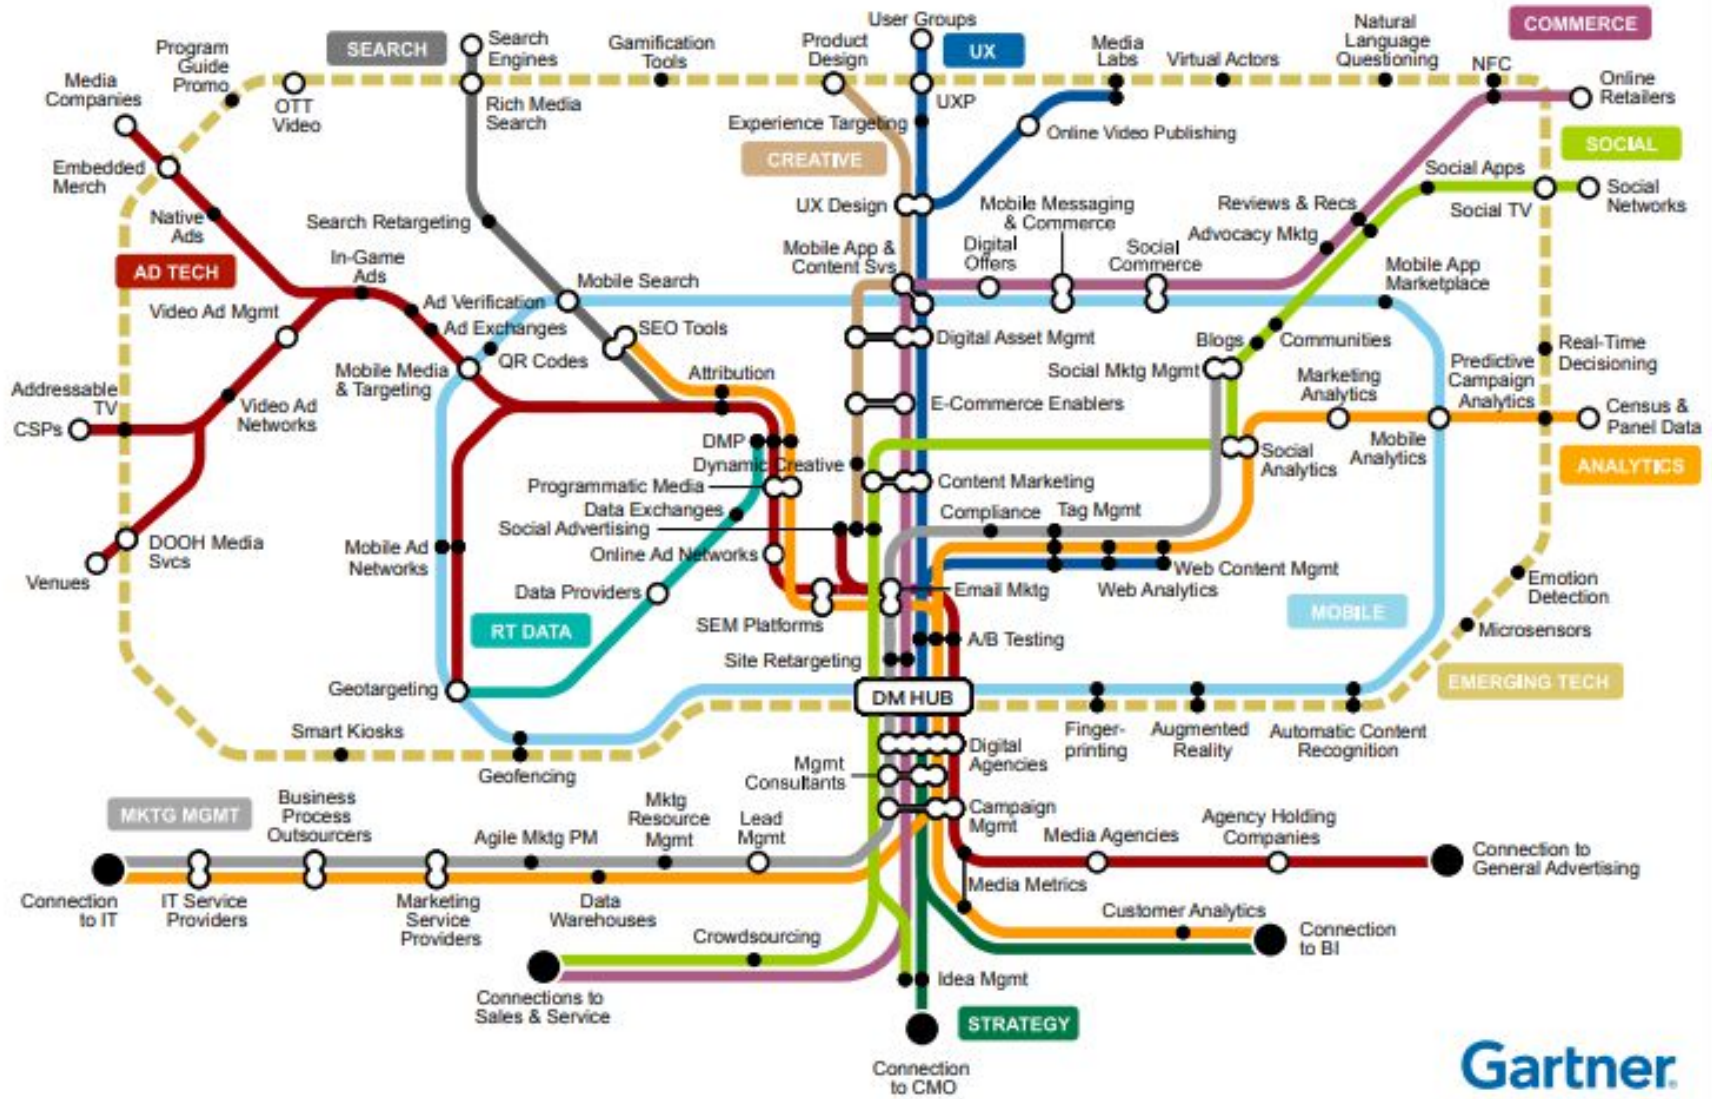 User Groups
COMMERCE
SEARCH
Search
Engines
Gamification
Tools
Product
Design
UX
Media
Labs
Virtual Actors
Natural
Language
Questioning
NFC
Online
Retailers
Program
Guide
Promo
Media
Companies
OTT
Video
Rich Media
Search
UXP
Experience Targeting
Online Video Publishing
CREATIVE
SOCIAL
Embedded
Merch
Social Apps
Social
Networks
Social TV
Native
Ads
Search Retargeting
UX Design
Mobile Messaging
& Commerce
Reviews & Recs
Advocacy Mktg
Digital
Offers
Social
Commerce
Mobile App &
Content Svs
AD TECH
In-Game
Ads
Mobile Search
Mobile App
Marketplace
Video Ad Mgmt
Ad Verification
Ad Exchanges
SEO Tools
QR Codes
Digital Asset Mgmt
Blogs
Communities
Real-Time
Decisioning
Mobile Media
& Targeting
Attribution
Social Mktg Mgmt
Marketing
Analytics
Predictive
Campaign
Analytics
Addressable
TV
CSPs
Video Ad
Networks
E-Commerce Enablers
Census &
Panel Data
DMP
Dynamic Creative
Social
Analytics
Mobile
Analytics
ANALYTICS
Programmatic Media
Content Marketing
Data Exchanges
Social Advertising
Compliance
Tag Mgmt
DOOH Media
Svcs
Venues
Mobile Ad
Networks
Online Ad Networks
Web Content Mgmt
Data Providers
Email Mktg
Web Analytics
Emotion
Detection
RT DATA
SEM Platforms
MOBILE
Microsensors
A/B Testing
Site Retargeting
EMERGING TECH
Geotargeting
DM HUB
Smart Kiosks
Finger-
printing
Augmented
Reality
Automatic Content
Recognition
Geofencing
Digital
Agencies
Mgmt
Consultants
MKTG MGMT
Business
Process
Outsourcers
Agile Mktg PM
Mktg
Resource
Mgmt
Lead
Mgmt
Campaign
Mgmt
Media Agencies
Agency Holding
Companies
Connection to
General Advertising
Connection
to IT
IT Service
Providers
Marketing
Service
Providers
Data
Warehouses
Media Metrics
Customer Analytics
Connection
to BI
Crowdsourcing
Idea Mgmt
Connections to
Sales & Service
STRATEGY
Connection
to CMO
Gartner.